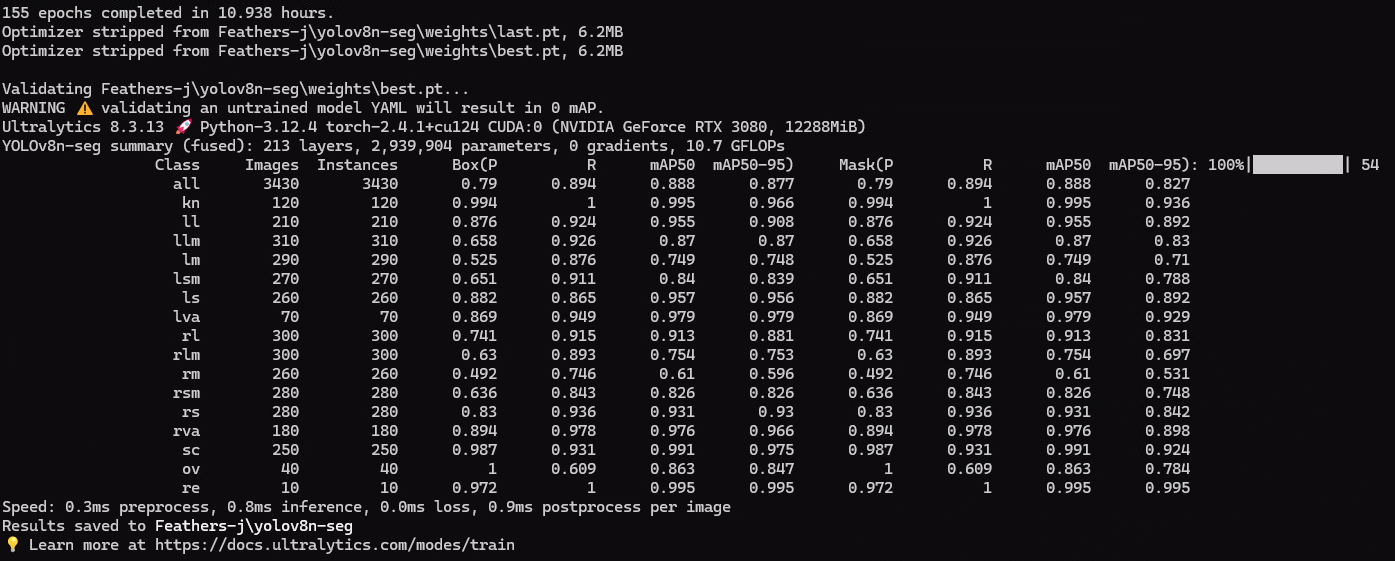 155 epochs completed in 10.938 hours.
Optimizer stripped from Feathers-j\yolov8n-seg\weights\last.pt, 6.2MB
Optimizer stripped from Feathers-j\yolov8n-seg\weights\best.pt, 6.2MB
Validating Feathers-j\yolov8n-seg\weights\best.pt...
WARNING ⚠️ validating an untrained model YAML will result in 0 mAP.
Ultralytics 8.3.13 🚀 Python-3.12.4 torch-2.4.1+cu124 CUDA:0 (NVIDIA GeForce RTX 3080, 12288MiB)
YOLOv8n-seg summary (fused): 213 layers, 2,939,904 parameters, 0 gradients, 10.7 GFLOPs
Class Images Instances Box(P R mAP50 mAP50-95) Mask(P R mAP50 mAP50-95): 100%|██████████| 54
all 3430 3430 0.79 0.894 0.888 0.877 0.79 0.894 0.888 0.827
kn 120 120 0.994 1 0.995 0.966 0.994 1 0.995 0.936
ll 210 210 0.876 0.924 0.955 0.908 0.876 0.924 0.955 0.892
llm 310 310 0.658 0.926 0.87 0.87 0.658 0.926 0.87 0.83
lm 290 290 0.525 0.876 0.749 0.748 0.525 0.876 0.749 0.71
lsm 270 270 0.651 0.911 0.84 0.839 0.651 0.911 0.84 0.788
ls 260 260 0.882 0.865 0.957 0.956 0.882 0.865 0.957 0.892
lva 70 70 0.869 0.949 0.979 0.979 0.869 0.949 0.979 0.929
rl 300 300 0.741 0.915 0.913 0.881 0.741 0.915 0.913 0.831
rlm 300 300 0.63 0.893 0.754 0.753 0.63 0.893 0.754 0.697
rm 260 260 0.492 0.746 0.61 0.596 0.492 0.746 0.61 0.531
rsm 280 280 0.636 0.843 0.826 0.826 0.636 0.843 0.826 0.748
rs 280 280 0.83 0.936 0.931 0.93 0.83 0.936 0.931 0.842
rva 180 180 0.894 0.978 0.976 0.966 0.894 0.978 0.976 0.898
sc 250 250 0.987 0.931 0.991 0.975 0.987 0.931 0.991 0.924
ov 40 40 1 0.609 0.863 0.847 1 0.609 0.863 0.784
re 10 10 0.972 1 0.995 0.995 0.972 1 0.995 0.995
Speed: 0.3ms preprocess, 0.8ms inference, 0.0ms loss, 0.9ms postprocess per image
Results saved to Feathers-j\yolov8n-seg
💡 Learn more at https://docs.ultralytics.com/modes/train